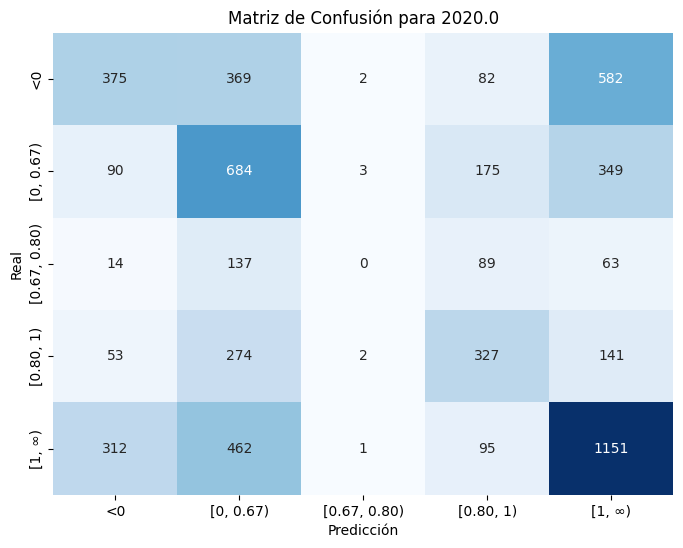 Matriz de Confusión para 2020.0
Real
<0 375 369 2 82 582
[0, 0.67) 90 684 3 175 349
[0.67, 0.80) 14 137 0 89 63
[0.80, 1) 53 274 2 327 141
[1, ∞) 312 462 1 95 1151
<0 [0, 0.67) [0.67, 0.80) [0.80, 1) [1, ∞)
Predicción